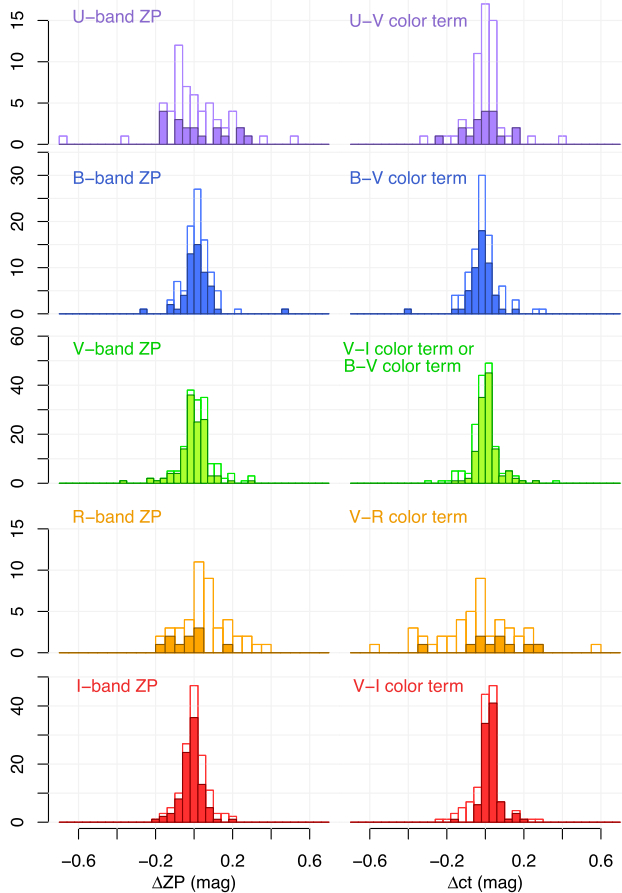 U−band ZP
U−V color term
0 5 10 15
B−band ZP
B−V color term
0 10 20 30
V−band ZP
V−I color term or
B−V color term
0 20 40 60
R−band ZP
V−R color term
0 5 10 15
I−band ZP
V−I color term
0 20 40
−0.6 −0.2 0.2 0.6
−0.6 −0.2 0.2 0.6
ΔZP (mag)
Δct (mag)